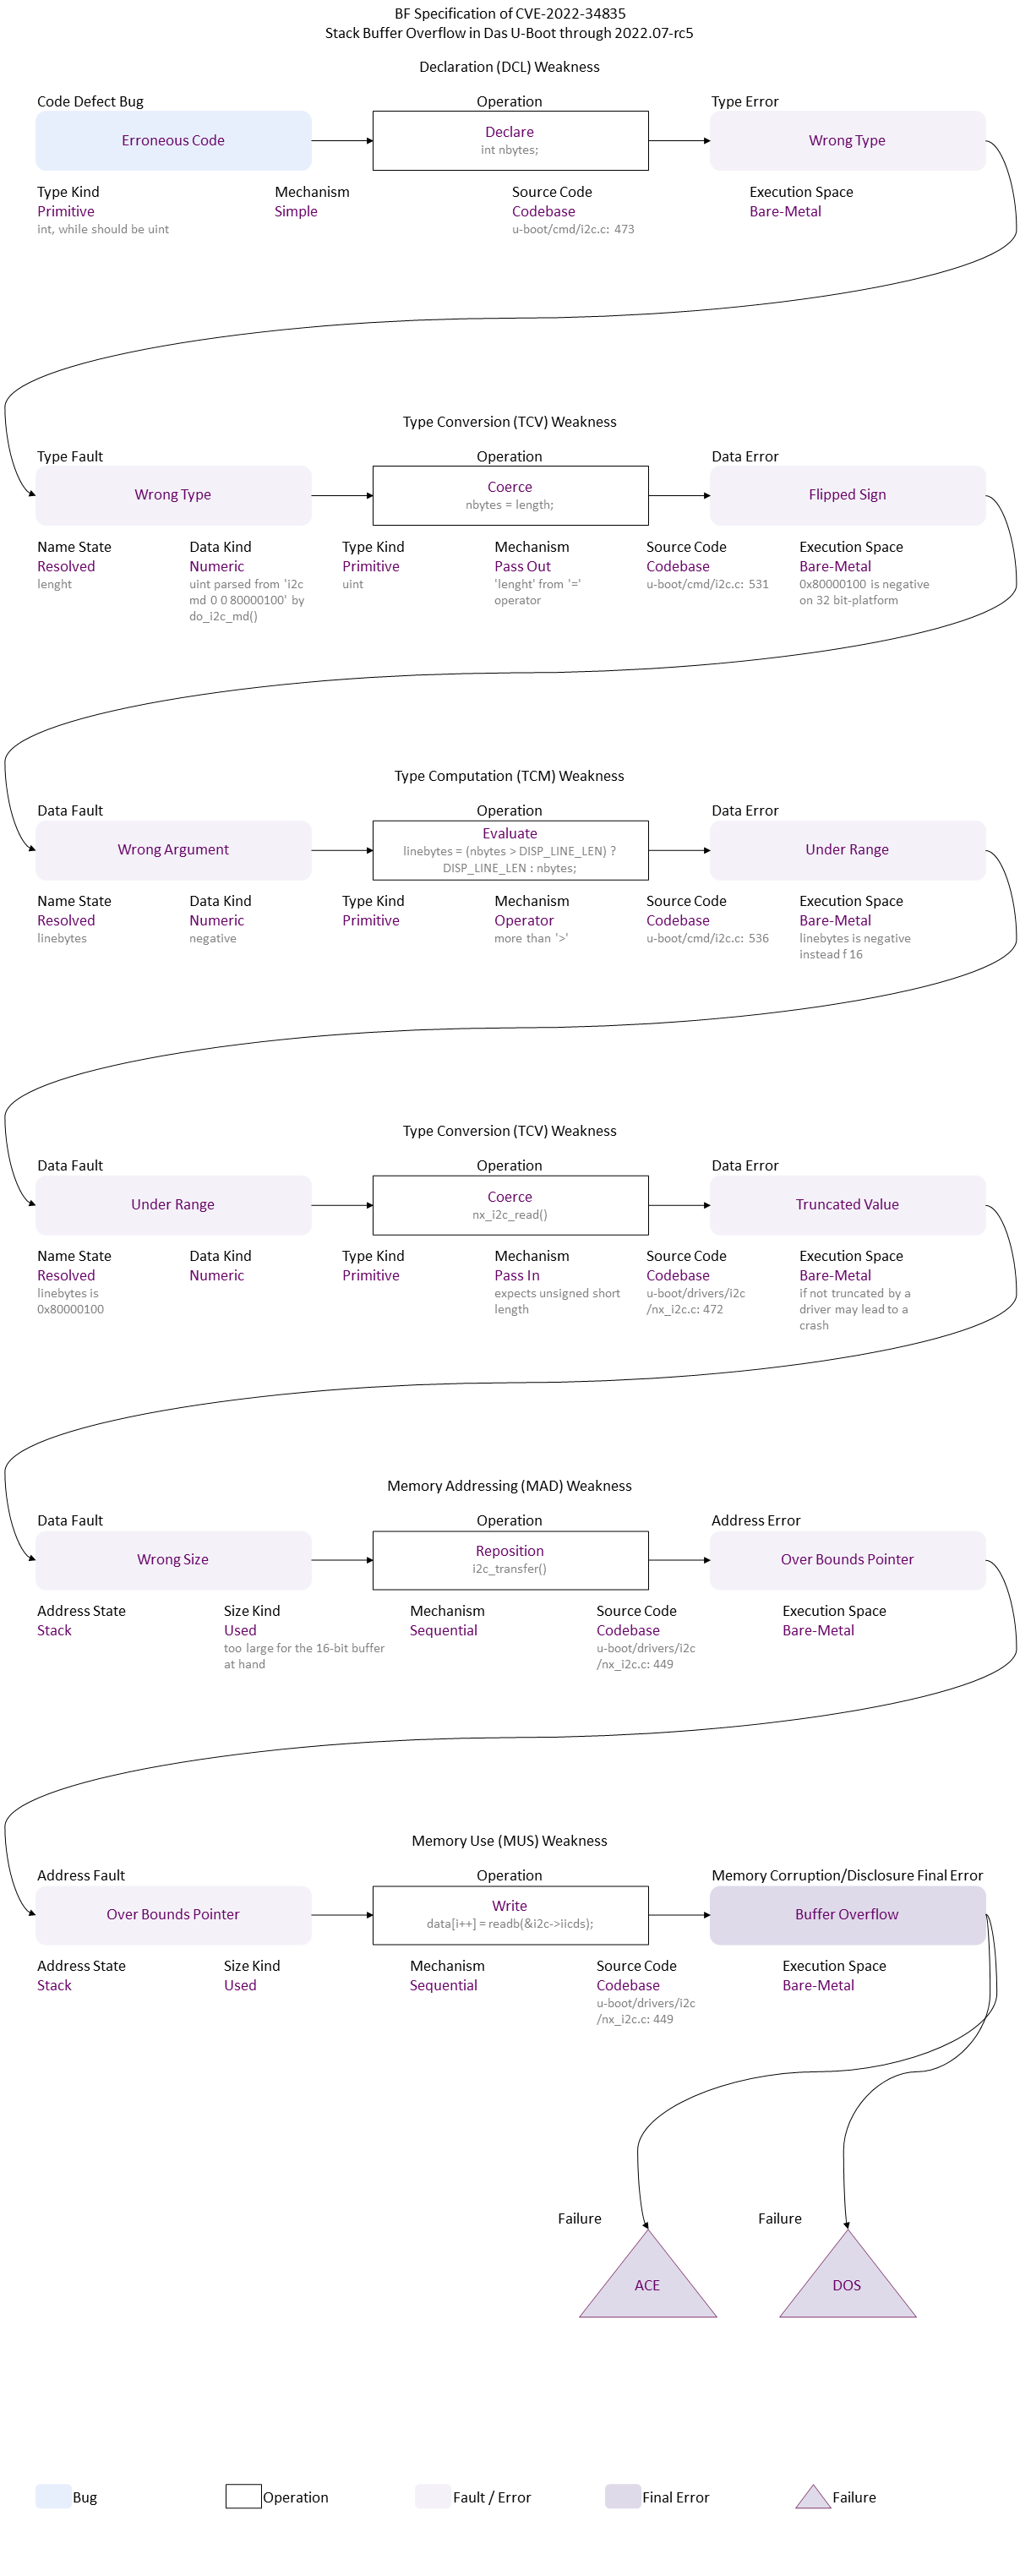 BF Specification of CVE-2022-34835
Stack Buffer Overflow in Das U-Boot through 2022.07-rc5
Declaration (DCL) Weakness
Code Defect Bug
Operation
Type Error
Erroneous Code
Declare
int nbytes;
Wrong Type
Type Kind
Mechanism
Source Code
Execution Space
Primitive
Simple
Codebase
Bare-Metal
int, while should be uint
u-boot/cmd/i2c.c: 473
Type Conversion (TCV) Weakness
Type Fault
Operation
Data Error
Wrong Type
Coerce
nbytes = length;
Flipped Sign
Name State
Data Kind
Type Kind
Mechanism
Source Code
Execution Space
Resolved
Numeric
Primitive
Pass Out
Codebase
Bare-Metal
lenght
uint parsed from 'i2c
md 0 0 80000100' by
do_i2c_md()
uint
'lenght' from '='
operator
u-boot/cmd/i2c.c: 531
0x80000100 is negative
on 32 bit-platform
Type Computation (TCM) Weakness
Data Fault
Operation
Data Error
Wrong Argument
Evaluate
linebytes = (nbytes > DISP_LINE_LEN) ?
DISP_LINE_LEN : nbytes;
Under Range
Name State
Data Kind
Type Kind
Mechanism
Source Code
Execution Space
Resolved
Numeric
Primitive
Operator
Codebase
Bare-Metal
linebytes
negative
more than '>'
u-boot/cmd/i2c.c: 536
linebytes is negative
instead f 16
Type Conversion (TCV) Weakness
Data Fault
Operation
Data Error
Under Range
Coerce
nx_i2c_read()
Truncated Value
Name State
Data Kind
Type Kind
Mechanism
Source Code
Execution Space
Resolved
Numeric
Primitive
Pass In
Codebase
Bare-Metal
linebytes is
0x80000100
expects unsigned short
length
u-boot/drivers/i2c
/nx_i2c.c: 472
if not truncated by a
driver may lead to a
crash
Memory Addressing (MAD) Weakness
Data Fault
Operation
Address Error
Wrong Size
Reposition
i2c_transfer()
Over Bounds Pointer
Address State
Size Kind
Mechanism
Source Code
Execution Space
Stack
Used
Sequential
Codebase
Bare-Metal
too large for the 16-bit buffer
at hand
u-boot/drivers/i2c
/nx_i2c.c: 449
Memory Use (MUS) Weakness
Address Fault
Operation
Memory Corruption/Disclosure Final Error
Over Bounds Pointer
Write
data[i++] = readb(&i2c->iicds);
Buffer Overflow
Address State
Size Kind
Mechanism
Source Code
Execution Space
Stack
Used
Sequential
Codebase
Bare-Metal
u-boot/drivers/i2c
/nx_i2c.c: 449
Failure
Failure
ACE
DOS
Bug
Operation
Fault / Error
Final Error
Failure